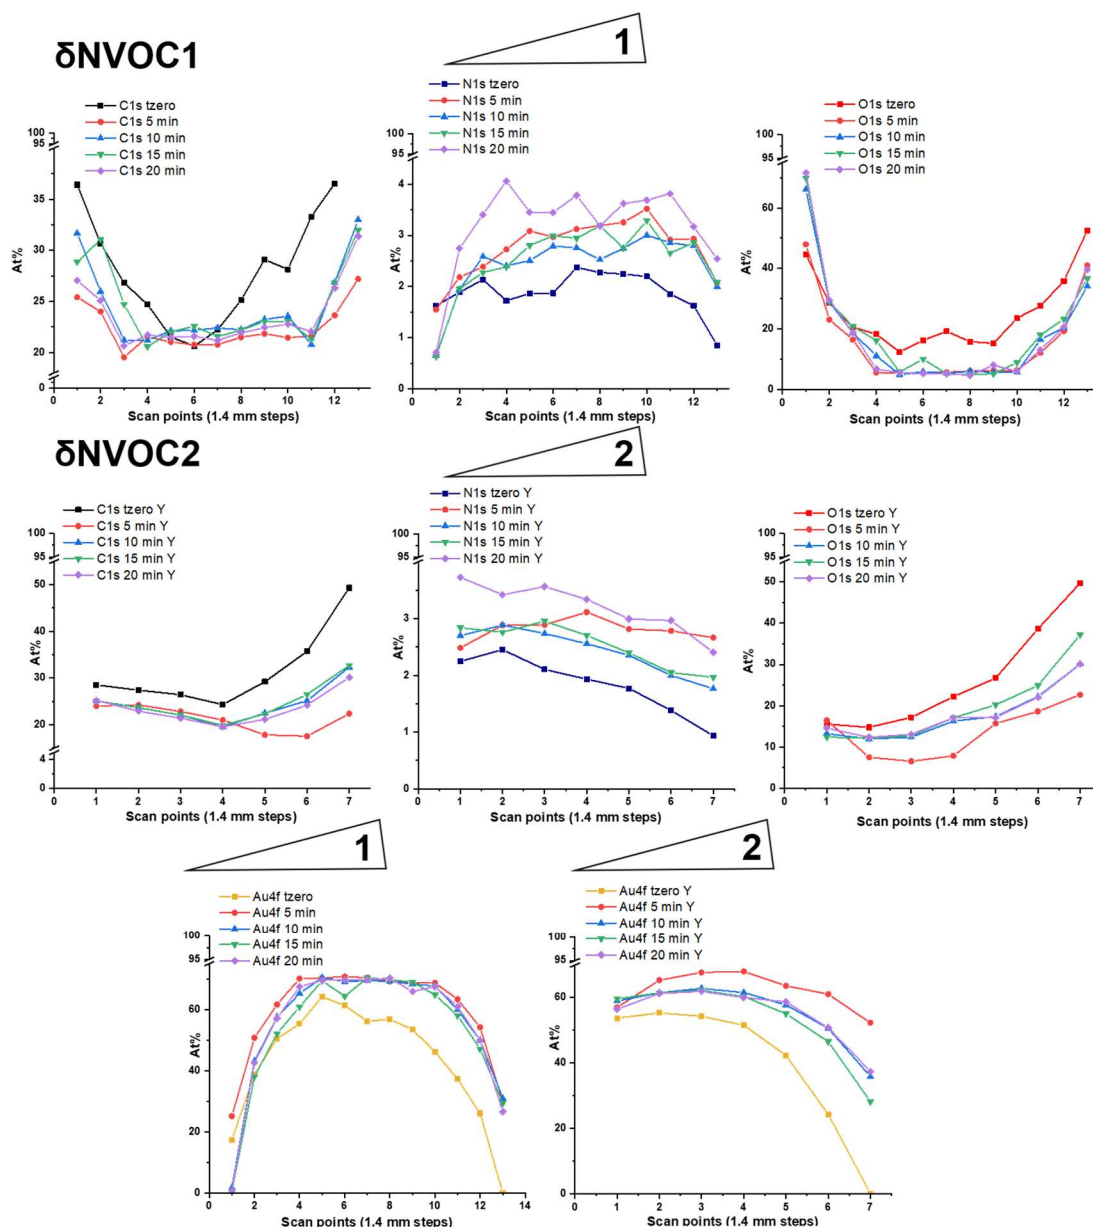 δNVOC1
1
C1s tzero
C1s 5 min
C1s 10 min
C1s 15 min
C1s 20 min
100
95
35
30
25
20
0
At%
0 2 4 6 8 10 12
Scan points (1.4 mm steps)
N1s tzero
N1s 5 min
N1s 10 min
N1s 15 min
N1s 20 min
100
95
4
3
2
1
0
At%
0 2 4 6 8 10 12
Scan points (1.4 mm steps)
O1s tzero
O1s 5 min
O1s 10 min
O1s 15 min
O1s 20 min
100
95
60
40
20
0
At%
0 2 4 6 8 10 12
Scan points (1.4 mm steps)
δNVOC2
2
C1s tzero Y
C1s 5 min Y
C1s 10 min Y
C1s 15 min Y
C1s 20 min Y
100
95
50
40
30
20
4
2
0
At%
0 1 2 3 4 5 6 7
Scan points (1.4 mm steps)
N1s tzero Y
N1s 5 min Y
N1s 10 min Y
N1s 15 min Y
N1s 20 min Y
100
95
3
2
1
0
At%
0 1 2 3 4 5 6 7
Scan points (1.4 mm steps)
O1s tzero Y
O1s 5 min Y
O1s 10 min Y
O1s 15 min Y
O1s 20 min Y
100
95
50
40
30
20
10
0
At%
0 1 2 3 4 5 6 7
Scan points (1.4 mm steps)
1
Au4f tzero
Au4f 5 min
Au4f 10 min
Au4f 15 min
Au4f 20 min
100
95
60
40
20
0
At%
0 2 4 6 8 10 12 14
Scan points (1.4 mm steps)
2
Au4f tzero Y
Au4f 5 min Y
Au4f 10 min Y
Au4f 15 min Y
Au4f 20 min Y
100
95
60
40
20
0
At%
0 1 2 3 4 5 6 7
Scan points (1.4 mm steps)